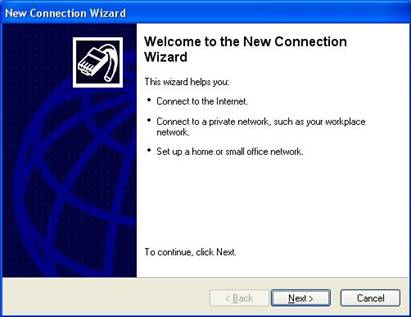 New Connection Wizard
Welcome to the New Connection
Wizard
This wizard helps you:
• Connect to the Internet.
• Connect to a private network, such as your workplace
network.
• Set up a home or small office network.
To continue, click Next.
< Back
Next >
Cancel